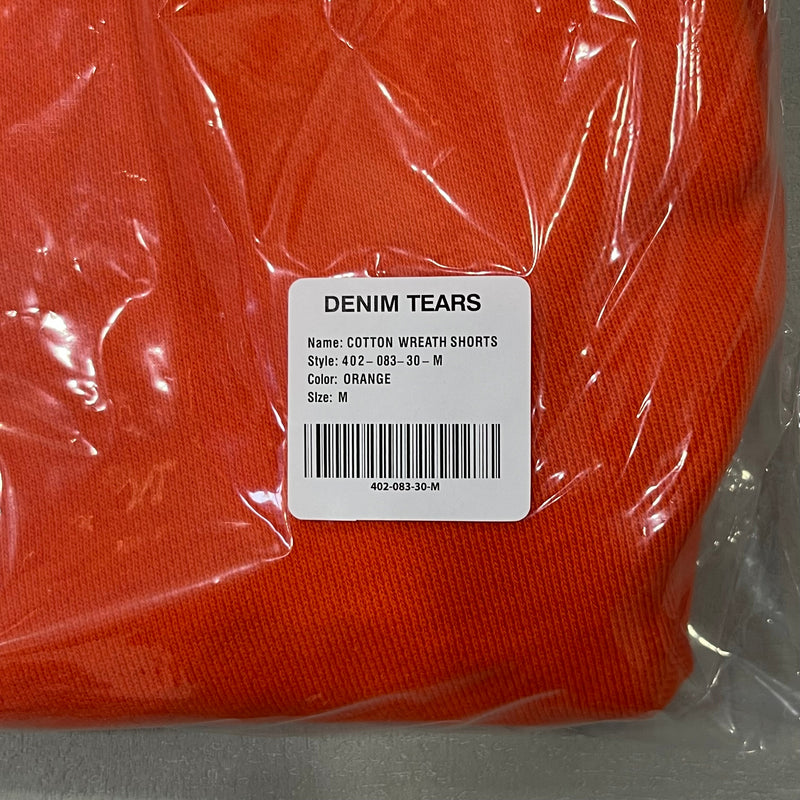 DENIM TEARS
Name: COTTON WREATH SHORTS
Style: 402-083-30-M
Color: ORANGE
SIze: M
402-083-30-M